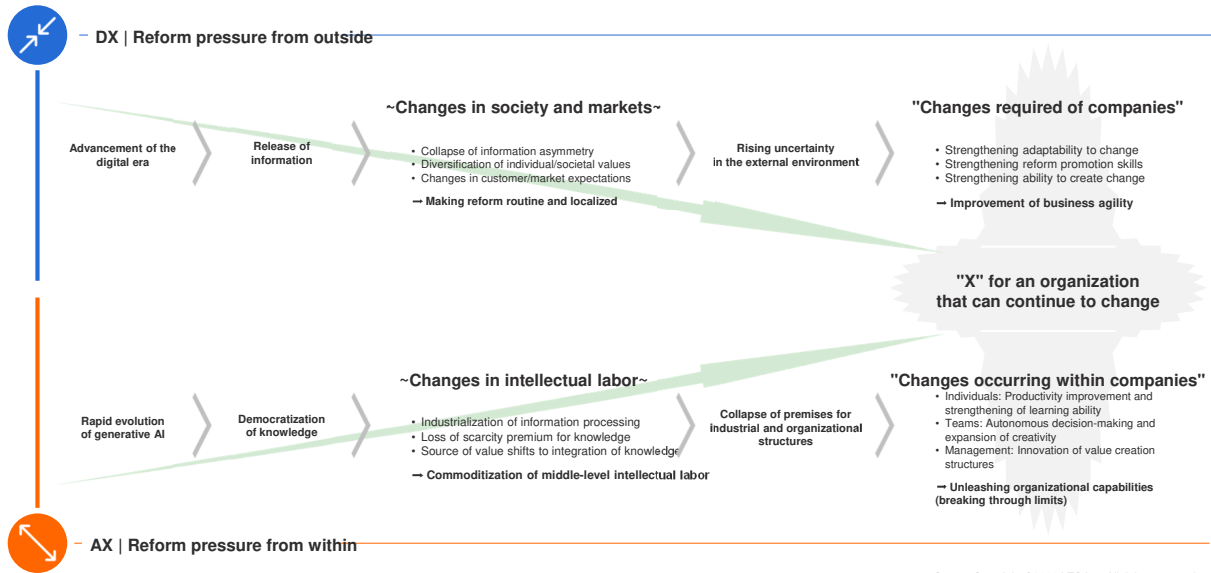 DX | Reform pressure from outside
~Changes in society and markets~
"Changes required of companies"
Advancement of the
digital era
Release of
information
• Collapse of information asymmetry
• Diversification of individual/societal values
• Changes in customer/market expectations
→ Making reform routine and localized
Rising uncertainty
in the external environment
• Strengthening adaptability to change
• Strengthening reform promotion skills
• Strengthening ability to create change
→ Improvement of business agility
"X" for an organization
that can continue to change
~Changes in intellectual labor~
"Changes occurring within companies"
Rapid evolution
of generative AI
Democratization
of knowledge
• Industrialization of information processing
• Loss of scarcity premium for knowledge
• Source of value shifts to integration of knowledge
→ Commoditization of middle-level intellectual labor
Collapse of premises for
industrial and organizational
structures
• Individuals: Productivity improvement and
strengthening of learning ability
• Teams: Autonomous decision-making and
expansion of creativity
• Management: Innovation of value creation
structures
→ Unleashing organizational capabilities
(breaking through limits)
AX | Reform pressure from within